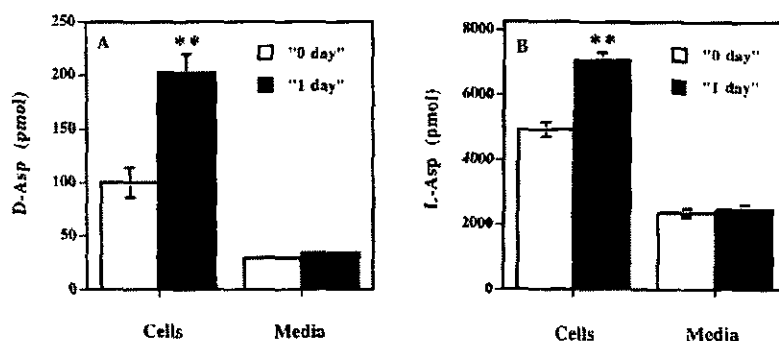 A
**
"0 day"
"1 day"
D-Asp (pmol)
250
200
150
100
50
0
Cells
Media
B
**
"0 day"
"1 day"
L-Asp (pmol)
8000
6000
4000
2000
0
Cells
Media